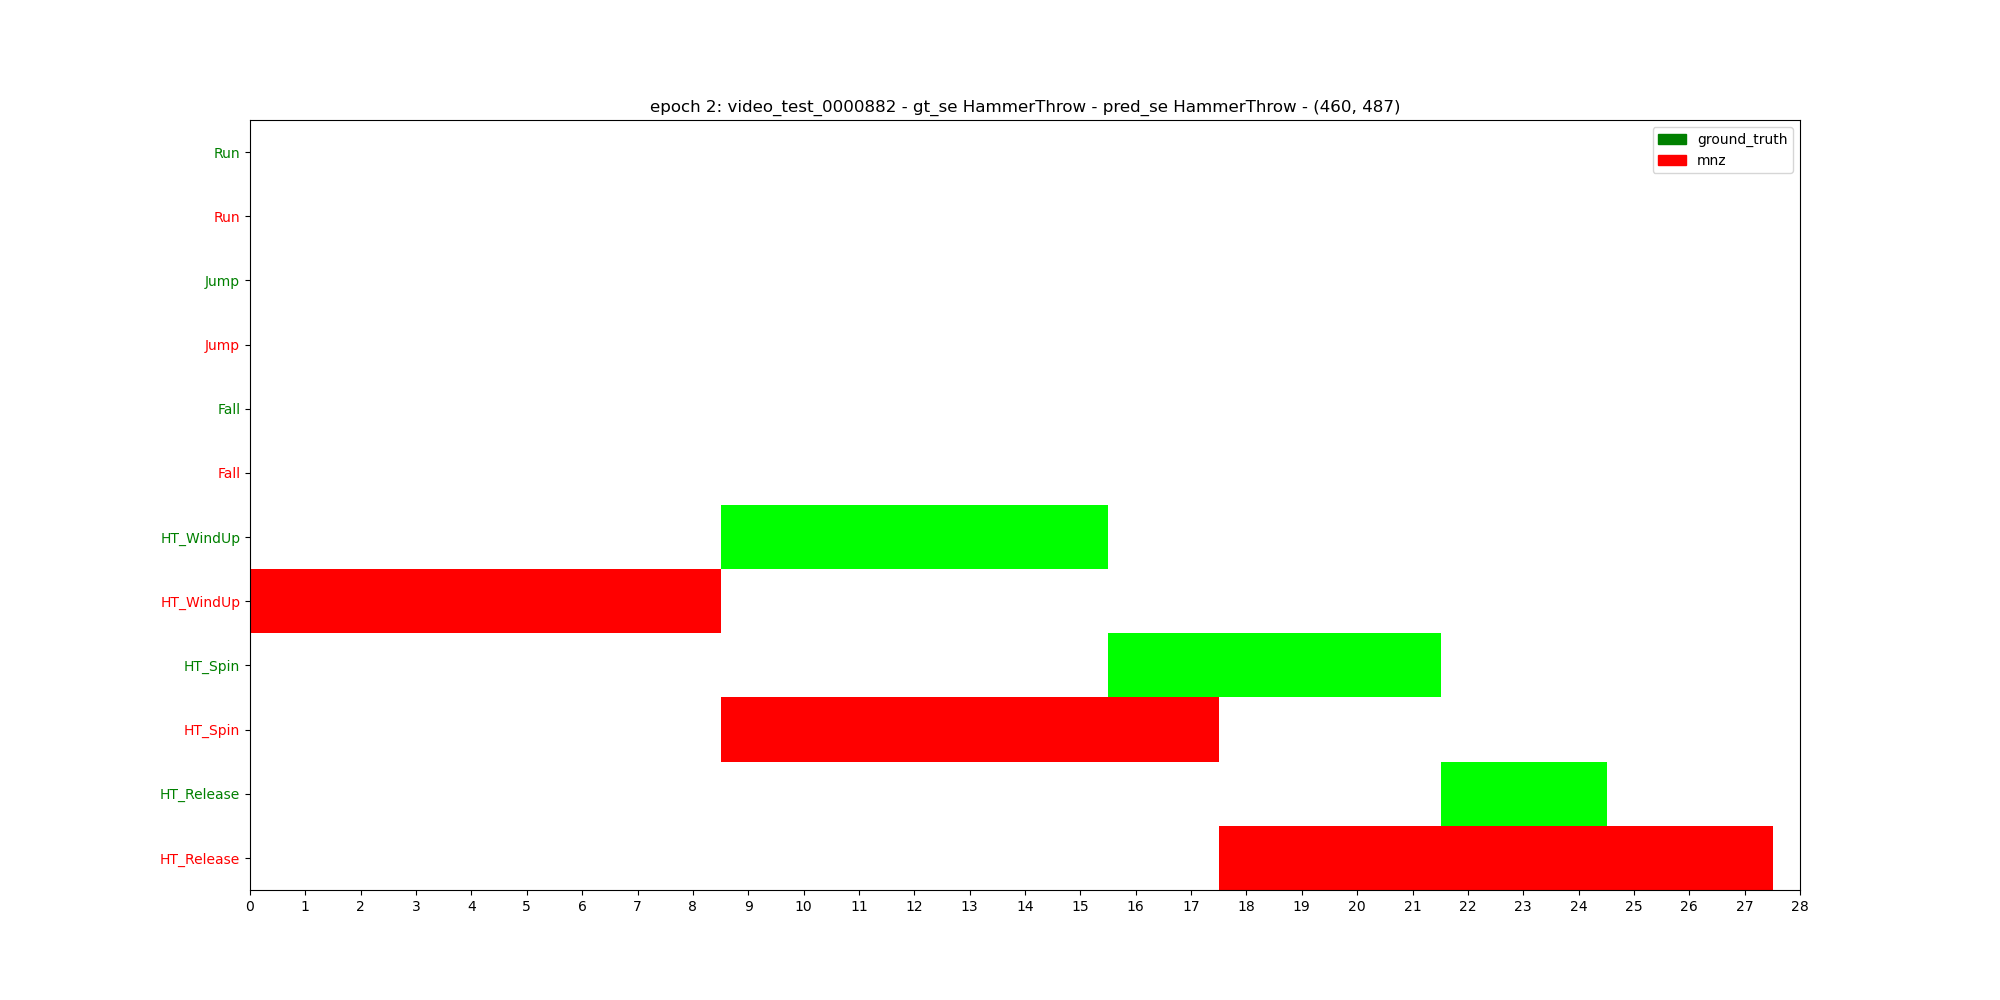 epoch 2: video_test_0000882 - gt_se HammerThrow - pred_se HammerThrow - (460, 487)
ground_truth
mnz
Run
Run
Jump
Jump
Fall
Fall
HT_WindUp
HT_WindUp
HT_Spin
HT_Spin
HT_Release
HT_Release
0 1 2 3 4 5 6 7 8 9 10 11 12 13 14 15 16 17 18 19 20 21 22 23 24 25 26 27 28